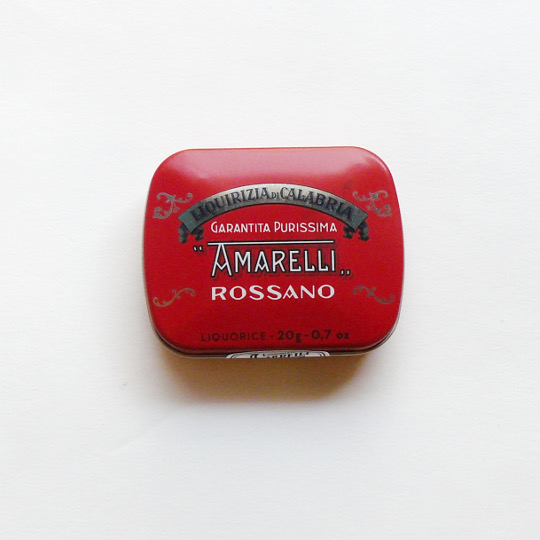 LIQUIRIZIA DI CALABRIA
GARANTITA PURISSIMA
"AMARELLI„
ROSSANO
LIQUORICE - 20g - 0,7 oz